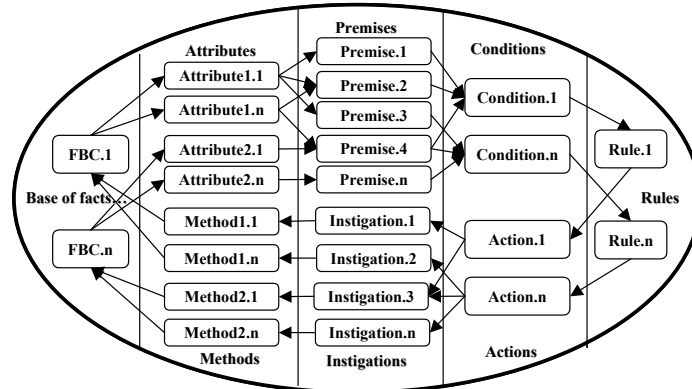 Premises
Attributes
Conditions
Premise.1
Attribute1.1
Premise.2
Condition.1
Attribute1.n
Premise.3
FBC.1
Attribute2.1
Premise.4
Condition.n
Rule.1
Attribute2.n
Premise.n
Base of facts...
Rules
Method1.1
Instigation.1
FBC.n
Action.1
Rule.n
Method1.n
Instigation.2
Method2.1
Instigation.3
Action.n
Method2.n
Instigation.n
Methods
Instigations
Actions